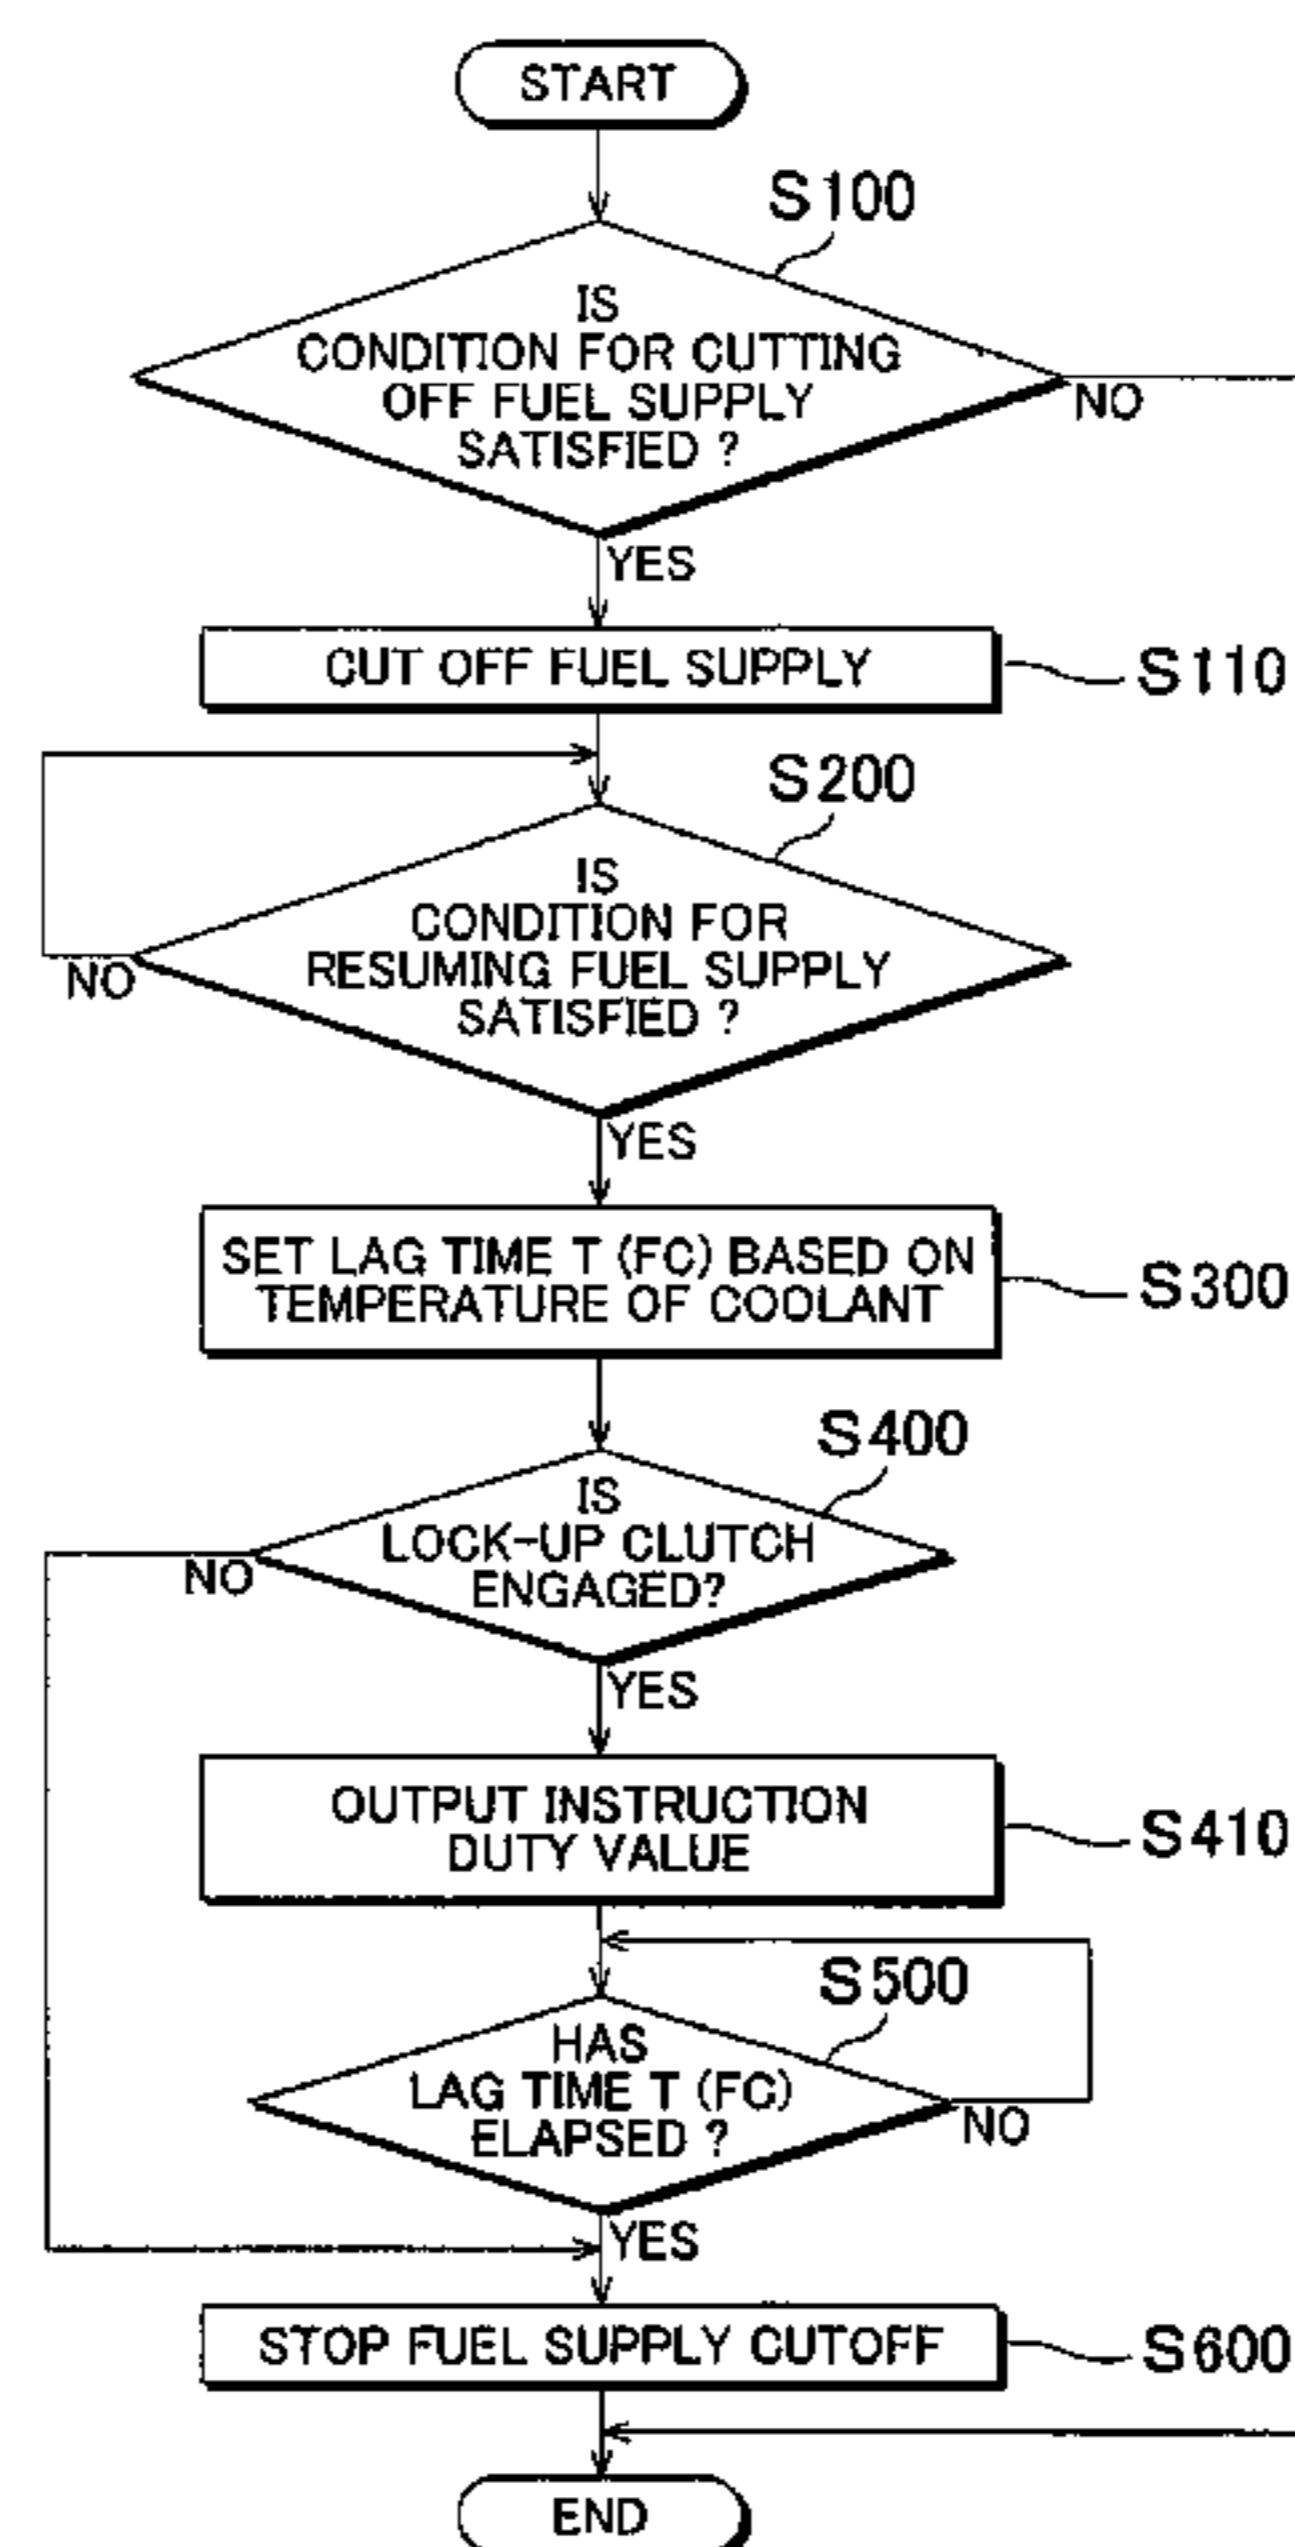 START
S100
IS
CONDITION FOR CUTTING
OFF FUEL SUPPLY
SATISFIED ?
NO
YES
CUT OFF FUEL SUPPLY
S110
S200
IS
CONDITION FOR
RESUMING FUEL SUPPLY
SATISFIED ?
NO
YES
SET LAG TIME T (FC) BASED ON
TEMPERATURE OF COOLANT
S300
S400
IS
LOCK-UP CLUTCH
ENGAGED?
NO
YES
OUTPUT INSTRUCTION
DUTY VALUE
S410
S500
HAS
LAG TIME T (FC)
ELAPSED ?
NO
YES
STOP FUEL SUPPLY CUTOFF
S600
END